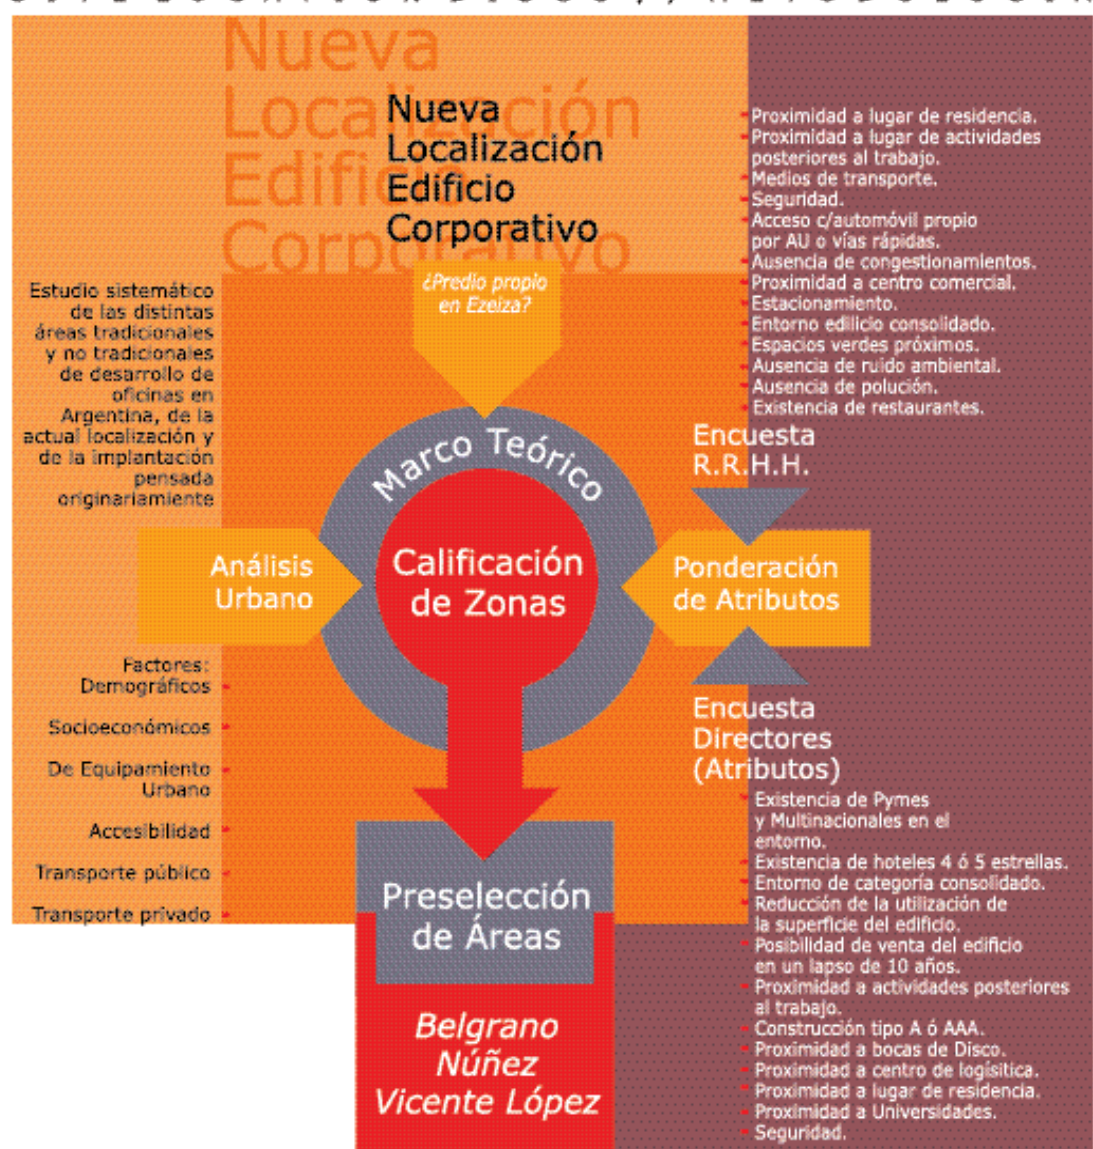 Nueva
Localización
Edificio
Corporativo
Nueva
Localización
Edificio
Corporativo
¿Predio propio
en Ezeiza?
Estudio sistemático
de las distintas
áreas tradicionales
y no tradicionales
de desarrollo de
oficinas en
Argentina, de la
actual localización y
de la implantación
pensada
originariamente
Marco Teórico
Calificación
de Zonas
Análisis
Urbano
Factores:
Demográficos
Socioeconómicos
De Equipamiento
Urbano
Accesibilidad
Transporte público
Transporte privado
Preselección
de Áreas
Belgrano
Núñez
Vicente López
Proximidad a lugar de residencia.
Proximidad a lugar de actividades
posteriores al trabajo.
Medios de transporte.
Seguridad.
Acceso c/automóvil propio
por AU o vías rápidas.
Ausencia de congestionamientos.
Proximidad a centro comercial.
Estacionamiento.
Entorno edilicio consolidado.
Espacios verdes próximos.
Ausencia de ruido ambiental.
Ausencia de polución.
Existencia de restaurantes.
Encuesta
R.R.H.H.
Ponderación
de Atributos
Encuesta
Directores
(Atributos)
Existencia de Pymes
y Multinacionales en el
entorno.
Existencia de hoteles 4 ó 5 estrellas.
Entorno de categoría consolidado.
Reducción de la utilización de
la superficie del edificio.
Posibilidad de venta del edificio
en un lapso de 10 años.
Proximidad a actividades posteriores
al trabajo.
Construcción tipo A ó AAA.
Proximidad a bocas de Disco.
Proximidad a centro de logísitica.
Proximidad a lugar de residencia.
Proximidad a Universidades.
Seguridad.